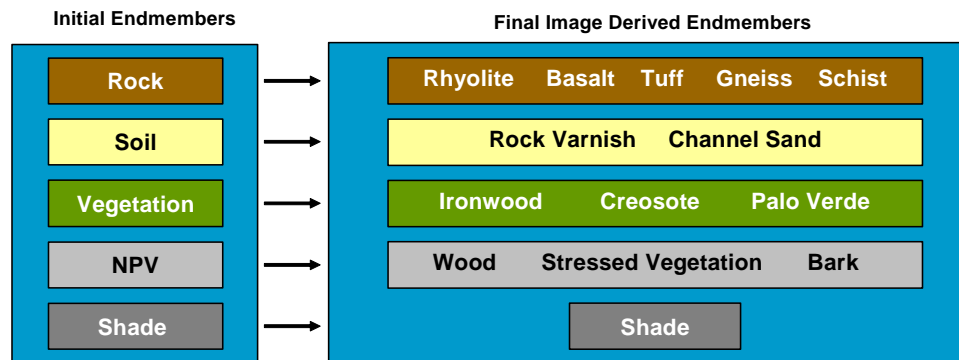 Initial Endmembers
Final Image Derived Endmembers
Rock
Rhyolite Basalt Tuff Gneiss Schist
Soil
Rock Varnish Channel Sand
Vegetation
Ironwood Creosote Palo Verde
NPV
Wood Stressed Vegetation Bark
Shade
Shade